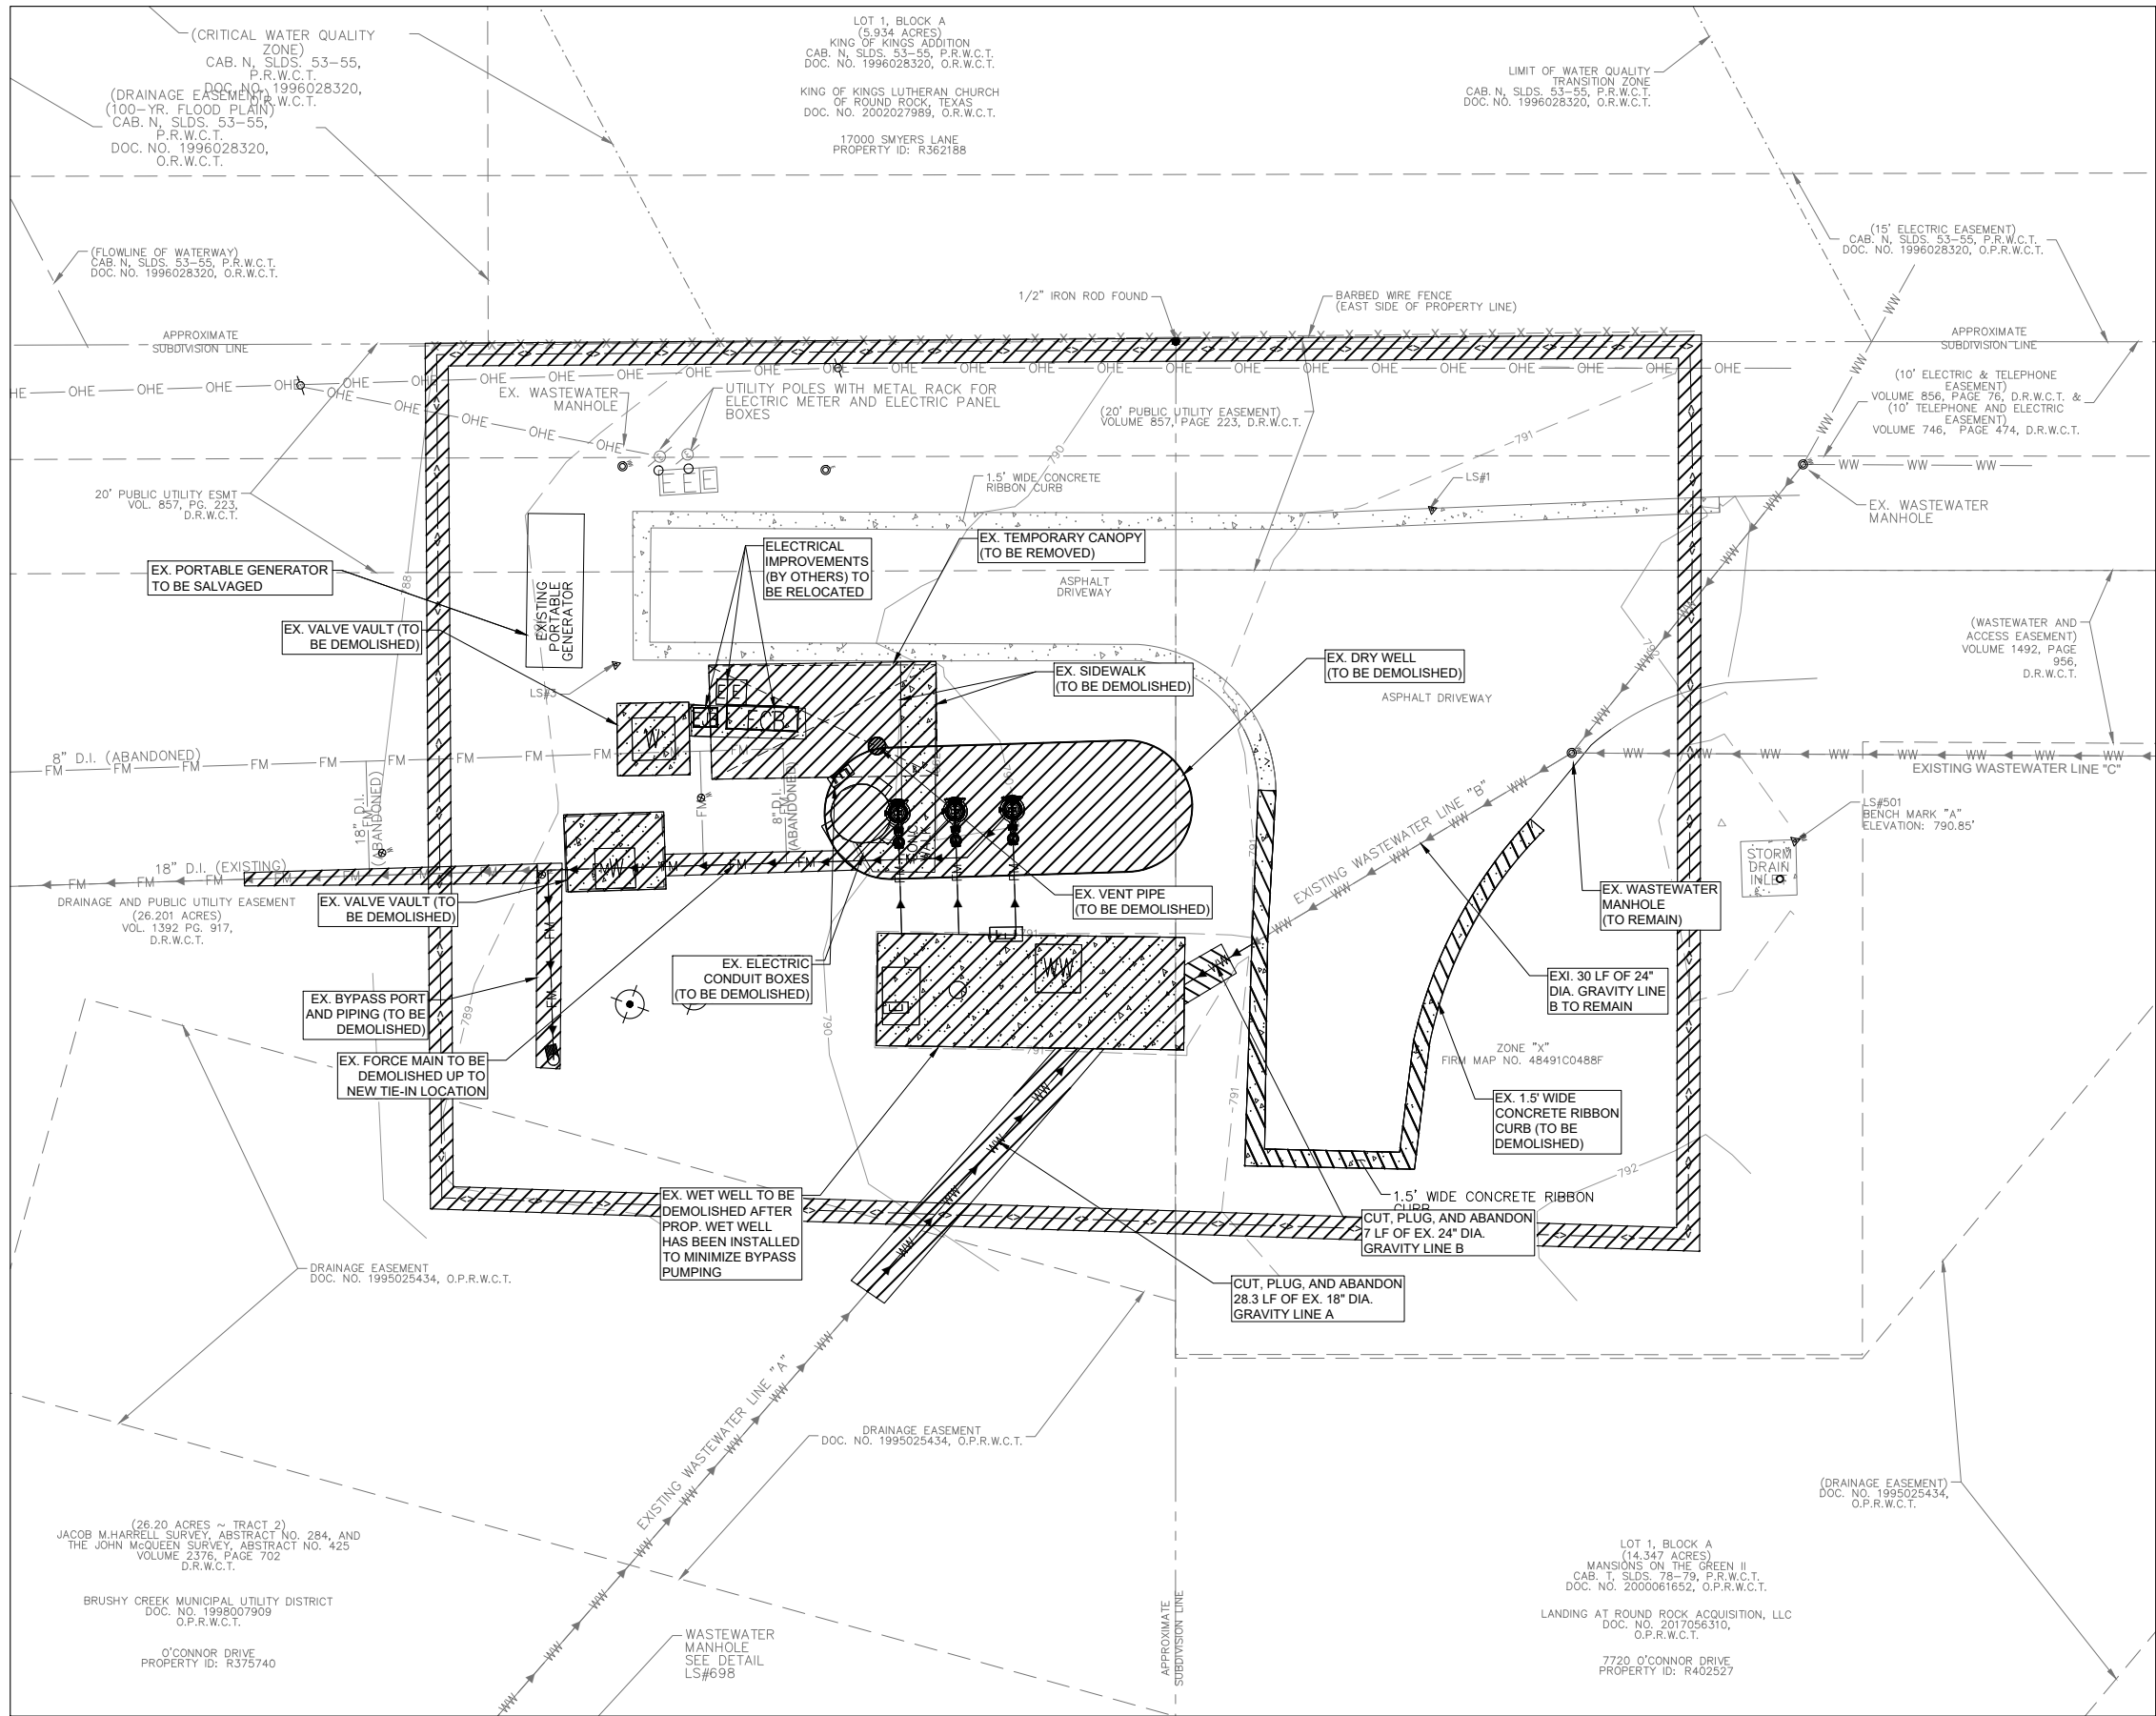 (CRITICAL WATER QUALITY
ZONE)
CAB. N, SLDS. 53-55,
P.R.W.C.T.
DOC. NO. 1996028320,
O.R.W.C.T.
(DRAINAGE EASEMENT)
(100-YR. FLOOD PLAIN)
CAB. N, SLDS. 53-55,
P.R.W.C.T.
DOC. NO. 1996028320,
O.R.W.C.T.
LOT 1, BLOCK A
(5.934 ACRES)
KING OF KINGS ADDITION
CAB. N, SLDS. 53-55, P.R.W.C.T.
DOC. NO. 1996028320, O.R.W.C.T.
KING OF KINGS LUTHERAN CHURCH
OF ROUND ROCK, TEXAS
DOC. NO. 2002027989, O.R.W.C.T.
17000 SMYERS LANE
PROPERTY ID: R362188
LIMIT OF WATER QUALITY
TRANSITION ZONE
CAB. N, SLDS. 53-55, P.R.W.C.T.
DOC. NO. 1996028320, O.R.W.C.T.
(FLOWLINE OF WATERWAY)
CAB. N, SLDS. 53-55, P.R.W.C.T.
DOC. NO. 1996028320, O.R.W.C.T.
(15' ELECTRIC EASEMENT)
CAB. N, SLDS. 53-55, P.R.W.C.T.
DOC. NO. 1996028320, O.P.R.W.C.T.
1/2" IRON ROD FOUND
BARBED WIRE FENCE
(EAST SIDE OF PROPERTY LINE)
APPROXIMATE
SUBDIVISION LINE
APPROXIMATE
SUBDIVISION LINE
(10' ELECTRIC & TELEPHONE
EASEMENT)
VOLUME 856, PAGE 76, D.R.W.C.T. &
(10' TELEPHONE AND ELECTRIC
EASEMENT)
VOLUME 746, PAGE 474, D.R.W.C.T.
EX. WASTEWATER
MANHOLE
UTILITY POLES WITH METAL RACK FOR
ELECTRIC METER AND ELECTRIC PANEL
BOXES
(20' PUBLIC UTILITY EASEMENT)
VOLUME 857, PAGE 223, D.R.W.C.T.
791
790
1.5' WIDE CONCRETE
RIBBON CURB
LS#1
20' PUBLIC UTILITY ESMT
VOL. 857, PG. 223,
D.R.W.C.T.
EX. WASTEWATER
MANHOLE
EX. PORTABLE GENERATOR
TO BE SALVAGED
788
EXISTING
PORTABLE
GENERATOR
ELECTRICAL
IMPROVEMENTS
(BY OTHERS) TO
BE RELOCATED
EX. TEMPORARY CANOPY
(TO BE REMOVED)
ASPHALT
DRIVEWAY
EX. VALVE VAULT (TO
BE DEMOLISHED)
(WASTEWATER AND
ACCESS EASEMENT)
VOLUME 1492, PAGE
956,
D.R.W.C.T.
LS#3
EX. SIDEWALK
(TO BE DEMOLISHED)
EX. DRY WELL
(TO BE DEMOLISHED)
ASPHALT DRIVEWAY
8" D.I. (ABANDONED)
18" D.I.
(ABANDONED)
8" D.I.
(ABANDONED)
EXISTING WASTEWATER LINE "C"
EXISTING WASTEWATER LINE "B"
LS#501
BENCH MARK "A"
ELEVATION: 790.85'
STORM
DRAIN
INLET
18" D.I. (EXISTING)
DRAINAGE AND PUBLIC UTILITY EASEMENT
(26.201 ACRES)
VOL. 1392 PG. 917,
D.R.W.C.T.
EX. VALVE VAULT (TO
BE DEMOLISHED)
EX. VENT PIPE
(TO BE DEMOLISHED)
EX. WASTEWATER
MANHOLE
(TO REMAIN)
791
791
EX. ELECTRIC
CONDUIT BOXES
(TO BE DEMOLISHED)
WW
EXI. 30 LF OF 24"
DIA. GRAVITY LINE
B TO REMAIN
EX. BYPASS PORT
AND PIPING (TO BE
DEMOLISHED)
789
790
791
791
ZONE "X"
FIRM MAP NO. 48491C0488F
EX. FORCE MAIN TO BE
DEMOLISHED UP TO
NEW TIE-IN LOCATION
EX. 1.5' WIDE
CONCRETE RIBBON
CURB (TO BE
DEMOLISHED)
792
EX. WET WELL TO BE
DEMOLISHED AFTER
PROP. WET WELL
HAS BEEN INSTALLED
TO MINIMIZE BYPASS
PUMPING
1.5' WIDE CONCRETE RIBBON
CURB
CUT, PLUG, AND ABANDON
7 LF OF EX. 24" DIA.
GRAVITY LINE B
DRAINAGE EASEMENT
DOC. NO. 1995025434, O.P.R.W.C.T.
CUT, PLUG, AND ABANDON
28.3 LF OF EX. 18" DIA.
GRAVITY LINE A
EXISTING WASTEWATER LINE "A"
DRAINAGE EASEMENT
DOC. NO. 1995025434, O.P.R.W.C.T.
(DRAINAGE EASEMENT)
DOC. NO. 1995025434,
O.P.R.W.C.T.
(26.20 ACRES ~ TRACT 2)
JACOB M.HARRELL SURVEY, ABSTRACT NO. 284, AND
THE JOHN McQUEEN SURVEY, ABSTRACT NO. 425
VOLUME 2376, PAGE 702
D.R.W.C.T.
BRUSHY CREEK MUNICIPAL UTILITY DISTRICT
DOC. NO. 1998007909
O.P.R.W.C.T.
O'CONNOR DRIVE
PROPERTY ID: R375740
WASTEWATER
MANHOLE
SEE DETAIL
LS#698
APPROXIMATE
SUBDIVISION LINE
LOT 1, BLOCK A
(14.347 ACRES)
MANSIONS ON THE GREEN II
CAB. T, SLDS. 78-79, P.R.W.C.T.
DOC. NO. 2000061652, O.P.R.W.C.T.
LANDING AT ROUND ROCK ACQUISITION, LLC
DOC. NO. 2017056310,
O.P.R.W.C.T.
7720 O'CONNOR DRIVE
PROPERTY ID: R402527